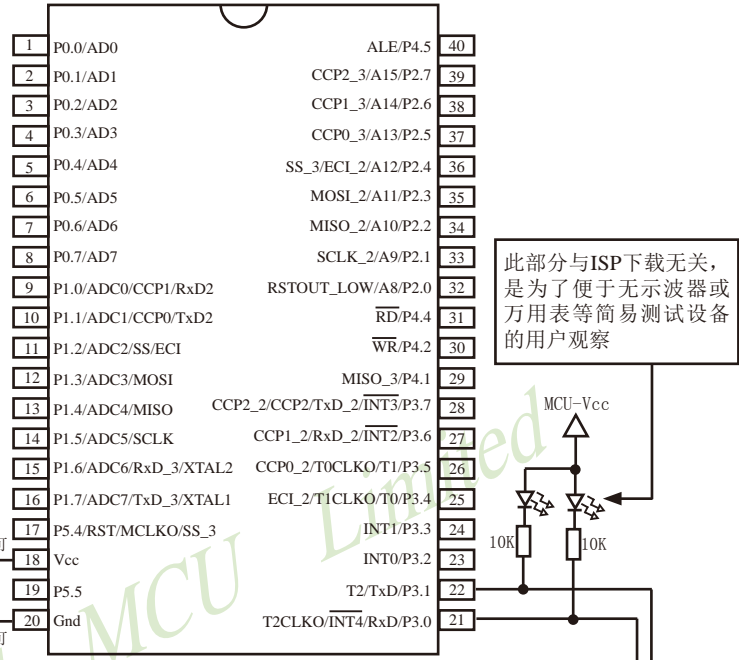 1 P0.0/AD0 ALE/P4.5 40
2 P0.1/AD1 CCP2_3/A15/P2.7 39
3 P0.2/AD2 CCP1_3/A14/P2.6 38
4 P0.3/AD3 CCP0_3/A13/P2.5 37
5 P0.4/AD4 SS_3/ECI_2/A12/P2.4 36
6 P0.5/AD5 MOSI_2/A11/P2.3 35
7 P0.6/AD6 MISO_2/A10/P2.2 34
8 P0.7/AD7 SCLK_2/A9/P2.1 33
9 P1.0/ADC0/CCP1/RxD2 RSTOUT_LOW/A8/P2.0 32
10 P1.1/ADC1/CCP0/TxD2 RD/P4.4 31
11 P1.2/ADC2/SS/ECI WR/P4.2 30
12 P1.3/ADC3/MOSI MISO_3/P4.1 29
13 P1.4/ADC4/MISO CCP2_2/CCP2/TxD_2/INT3/P3.7 28
14 P1.5/ADC5/SCLK CCP1_2/RxD_2/INT2/P3.6 27
15 P1.6/ADC6/RxD_3/XTAL2 CCP0_2/T0CLKO/T1/P3.5 26
16 P1.7/ADC7/TxD_3/XTAL1 ECI_2/T1CLKO/T0/P3.4 25
17 P5.4/RST/MCLKO/SS_3 INT1/P3.3 24
18 Vcc INT0/P3.2 23
19 P5.5 T2/TxD/P3.1 22
20 Gnd T2CLKO/INT4/RxD/P3.0 21
此部分与ISP下载无关，
是为了便于无示波器或
万用表等简易测试设备
的用户观察
MCU-Vcc
10K 10K
MCU Limited